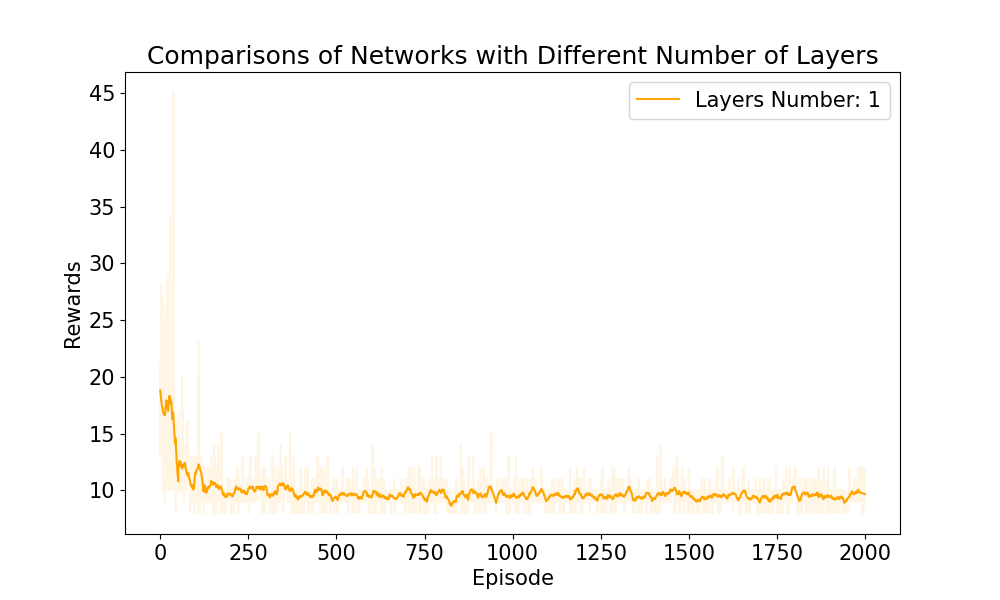 Comparisons of Networks with Different Number of Layers
Layers Number: 1
45
40
35
30
25
20
15
10
Rewards
0 250 500 750 1000 1250 1500 1750 2000
Episode